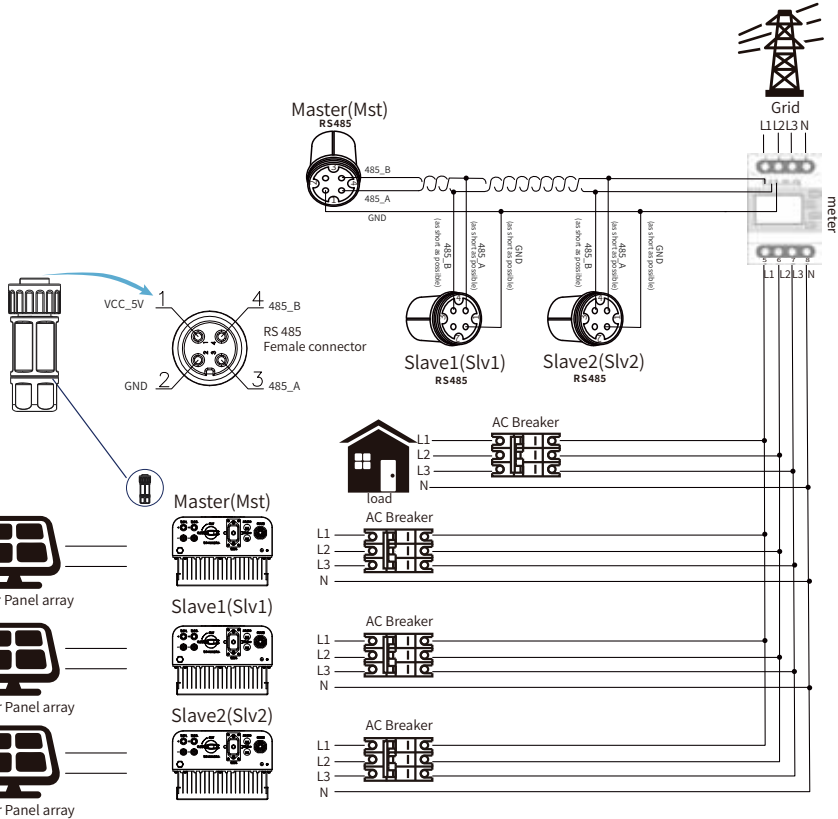 Grid
L1 L2 L3 N
meter
5 6 7 8
L1 L2 L3 N
Master(Mst)
RS485
485_B
485_A
GND
485_B
(as short as possible)
485_A
(as short as possible)
GND
(as short as possible)
485_B
(as short as possible)
485_A
(as short as possible)
GND
(as short as possible)
Slave1(Slv1)
RS485
Slave2(Slv2)
RS485
VCC_5V
1
4
485_B
RS 485
Female connector
GND
2
3
485_A
AC Breaker
L1
L2
L3
N
load
Master(Mst)
AC Breaker
L1
L2
L3
N
Panel array
Slave1(Slv1)
AC Breaker
L1
L2
L3
N
Panel array
Slave2(Slv2)
AC Breaker
L1
L2
L3
N
Panel array